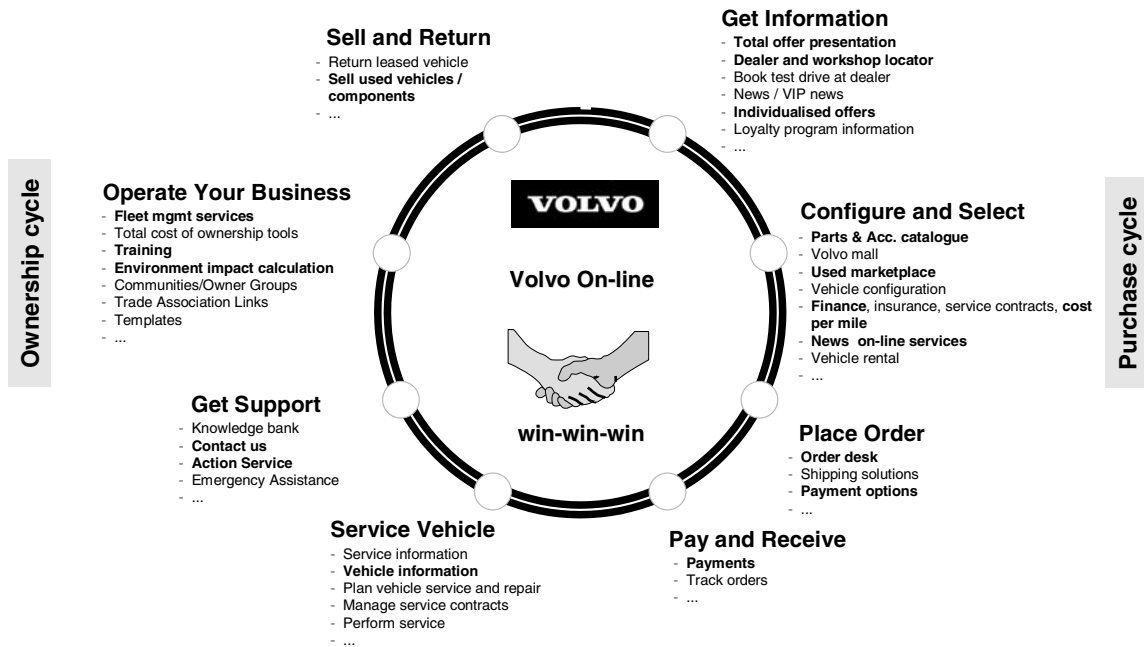 Sell and Return
- Return leased vehicle
- Sell used vehicles /
components
- ...
Get Information
- Total offer presentation
- Dealer and workshop locator
- Book test drive at dealer
- News / VIP news
- Individualised offers
- Loyalty program information
- ...
Ownership cycle
Operate Your Business
- Fleet mgmt services
- Total cost of ownership tools
- Training
- Environment impact calculation
- Communities/Owner Groups
- Trade Association Links
- Templates
- ...
VOLVO
Volvo On-line
win-win-win
Configure and Select
- Parts & Acc. catalogue
- Volvo mall
- Used marketplace
- Vehicle configuration
- Finance, insurance, service contracts, cost
per mile
- News on-line services
- Vehicle rental
- ...
Purchase cycle
Get Support
- Knowledge bank
- Contact us
- Action Service
- Emergency Assistance
- ...
Place Order
- Order desk
- Shipping solutions
- Payment options
- ...
Service Vehicle
- Service information
- Vehicle information
- Plan vehicle service and repair
- Manage service contracts
- Perform service
- ...
Pay and Receive
- Payments
- Track orders
- ...